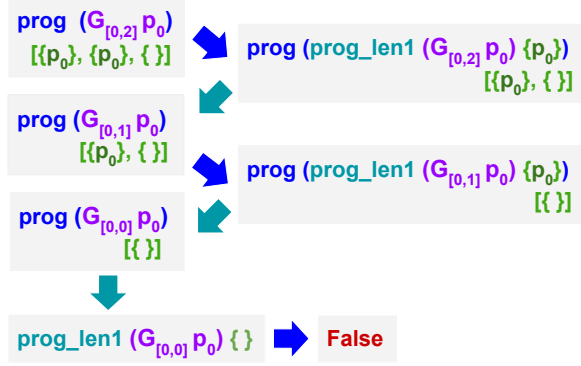 prog (G[0,2] p0)
[{p0}, {p0}, { }]
prog (prog_len1 (G[0,2] p0) {p0})
[{p0}, { }]
prog (G[0,1] p0)
[{p0}, { }]
prog (prog_len1 (G[0,1] p0) {p0})
[{ }]
prog (G[0,0] p0)
[{ }]
prog_len1 (G[0,0] p0) { }
False